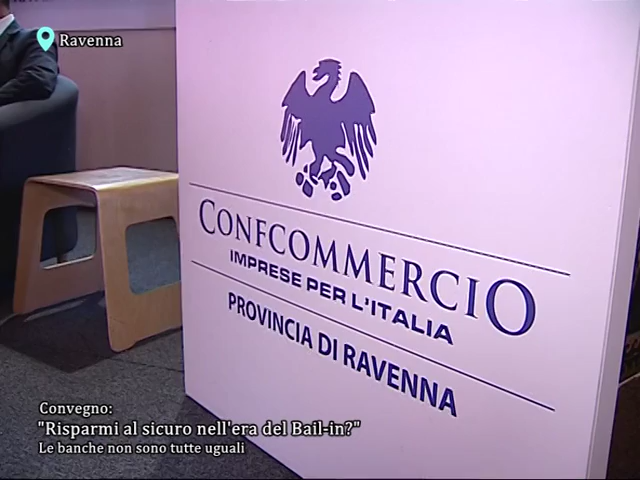 Ravenna
CONFCOMMERCIO
IMPRESE PER L'ITALIA
PROVINCIA DI RAVENNA
Convegno:
"Risparmi al sicuro nell'era del Bail-in?"
Le banche non sono tutte uguali